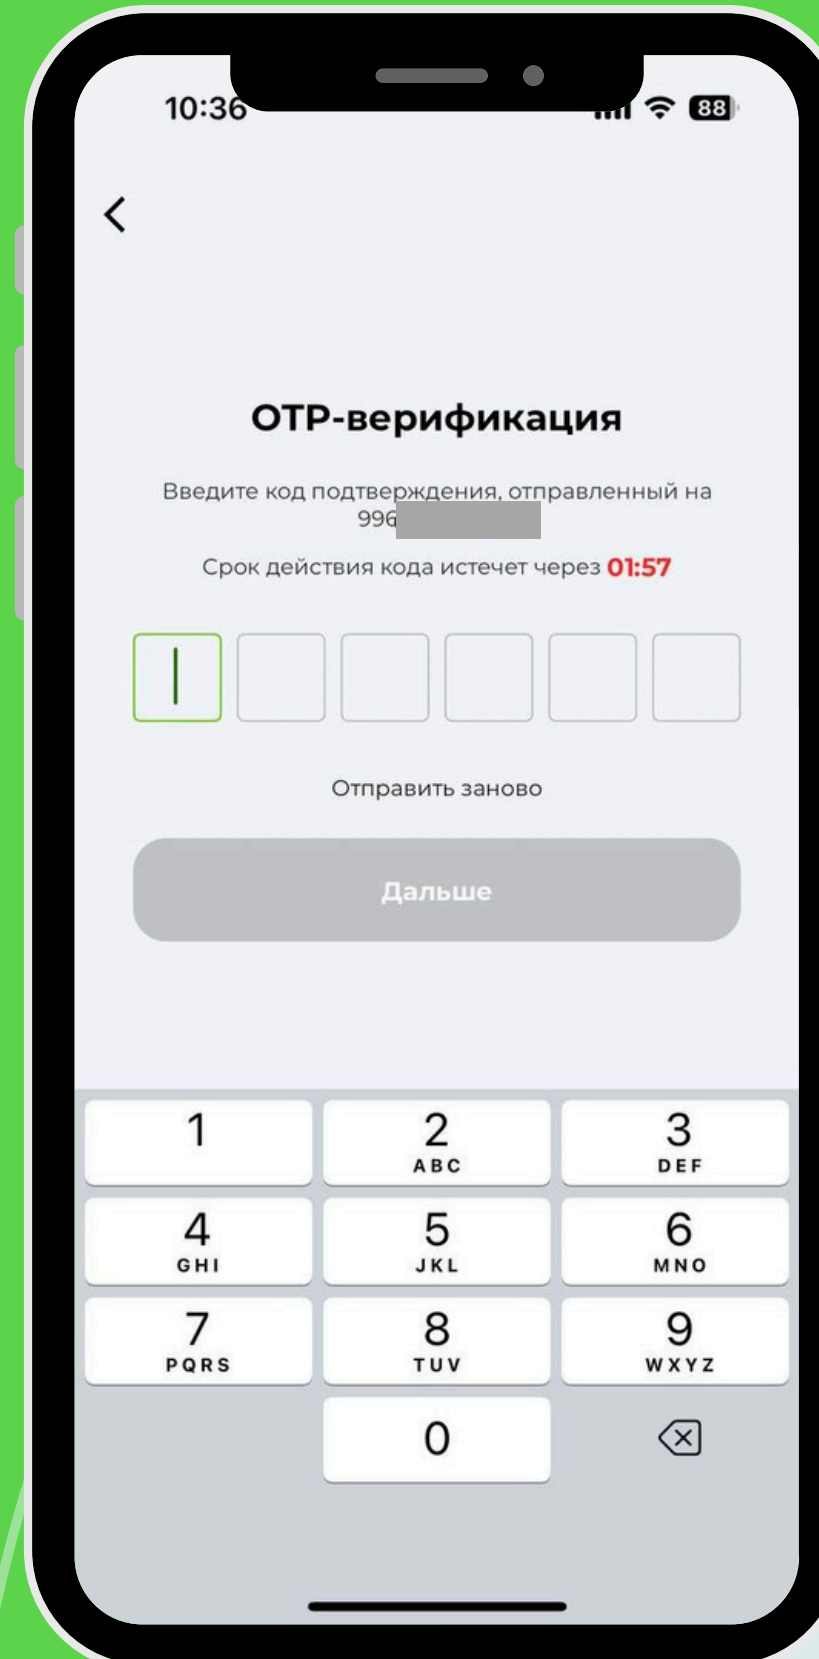 10:36
88
ОТР-верификация
Введите код подтверждения, отправленный на
996
Срок действия кода истечет через 01:57
Отправить заново
Дальше
1
2
ABC
3
DEF
4
GHI
5
JKL
6
MNO
7
PQRS
8
TUV
9
WXYZ
0